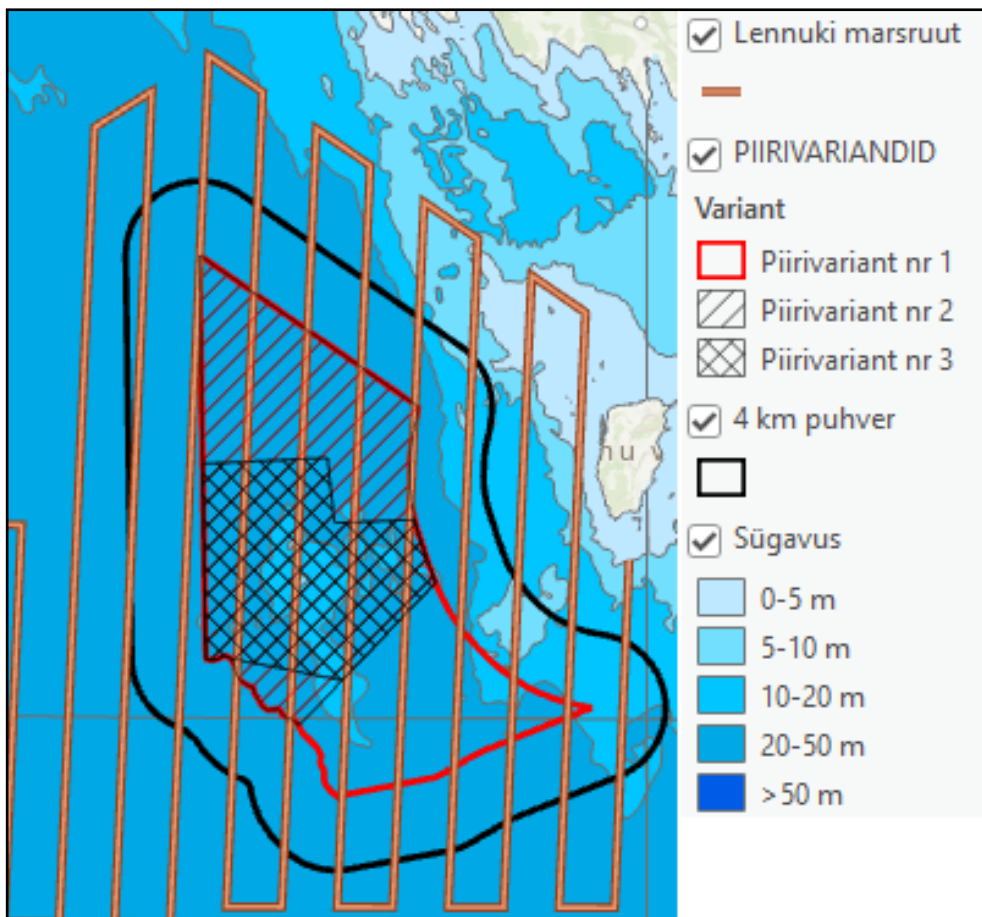 Lennuki marsruut
PIIRIVARIANDID
Variant
Piirivariant nr 1
Piirivariant nr 2
Piirivariant nr 3
4 km puhver
Sügavus
0-5 m
5-10 m
10-20 m
20-50 m
>50 m